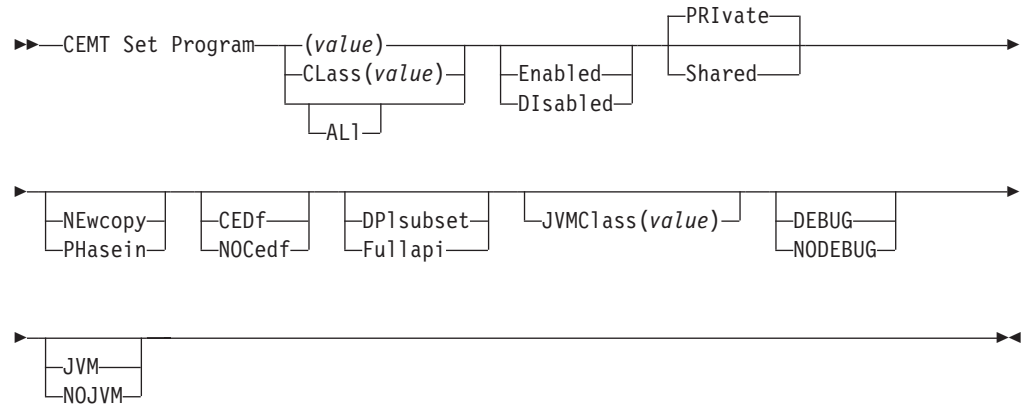 PRIvate
CEMT Set Program (value) Enabled Shared
CLass(value) DIsabled
ALl
NEwcopy CEDf DPlsubset JVMClass(value) DEBUG
PHasein NOCedf Fullapi NODEBUG
JVM
NOJVM